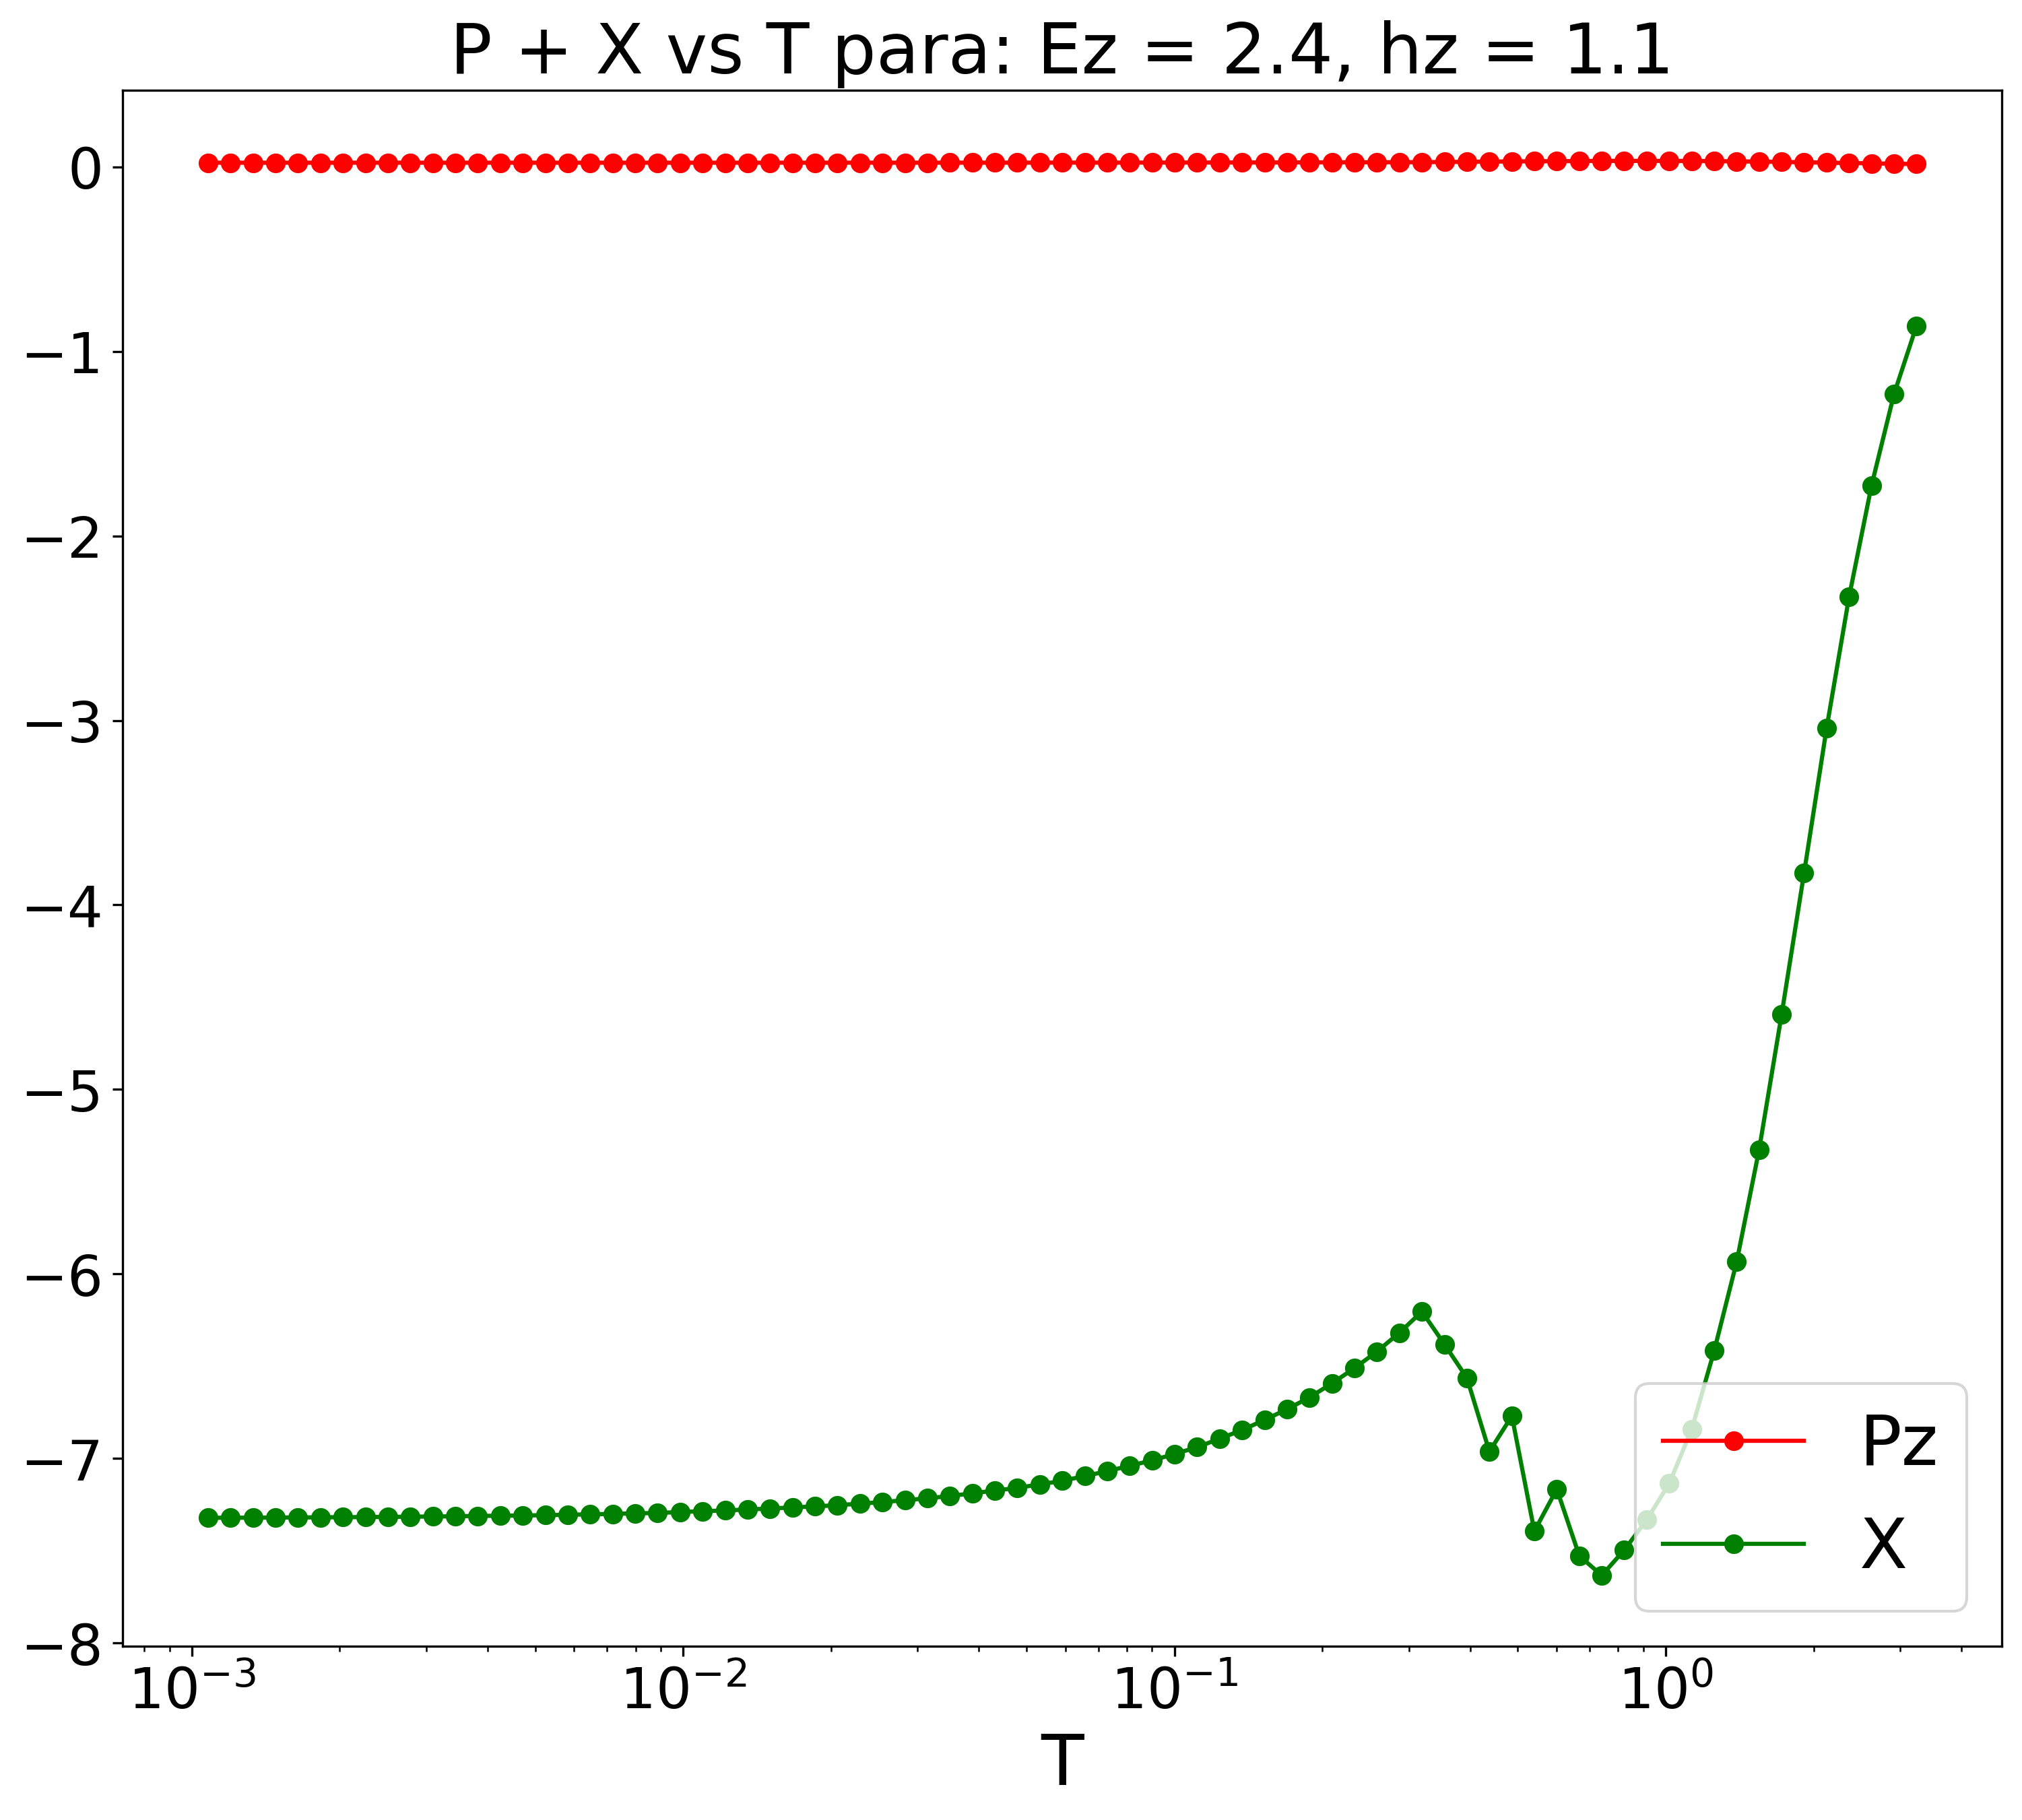 P + X vs T para: Ez = 2.4, hz = 1.1
0
−1
−2
−3
−4
−5
−6
−7
−8
10⁻³ 10⁻² 10⁻¹ 10⁰
T
Pz
X